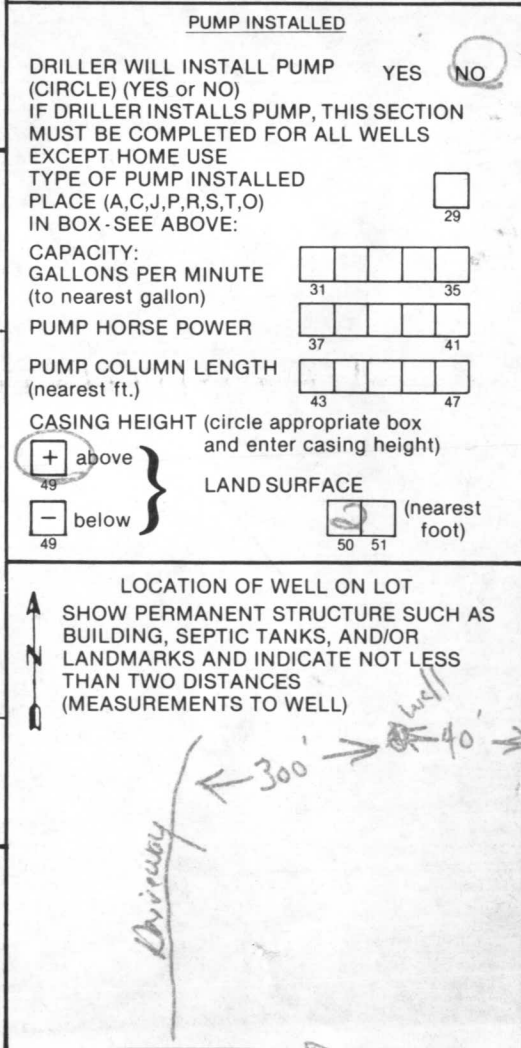 PUMP INSTALLED
DRILLER WILL INSTALL PUMP YES NO
(CIRCLE) (YES or NO)
IF DRILLER INSTALLS PUMP, THIS SECTION
MUST BE COMPLETED FOR ALL WELLS
EXCEPT HOME USE
TYPE OF PUMP INSTALLED
PLACE (A,C,J,P,R,S,T,O)
IN BOX - SEE ABOVE:
29
CAPACITY:
GALLONS PER MINUTE
(to nearest gallon)
31 35
PUMP HORSE POWER
37 41
PUMP COLUMN LENGTH
(nearest ft.)
43 47
CASING HEIGHT (circle appropriate box
and enter casing height)
+ above
49
LAND SURFACE
- below
49
2
50 51
(nearest
foot)
LOCATION OF WELL ON LOT
SHOW PERMANENT STRUCTURE SUCH AS
BUILDING, SEPTIC TANKS, AND/OR
LANDMARKS AND INDICATE NOT LESS
THAN TWO DISTANCES
(MEASUREMENTS TO WELL)
N
Well
300'
40'
Driveway